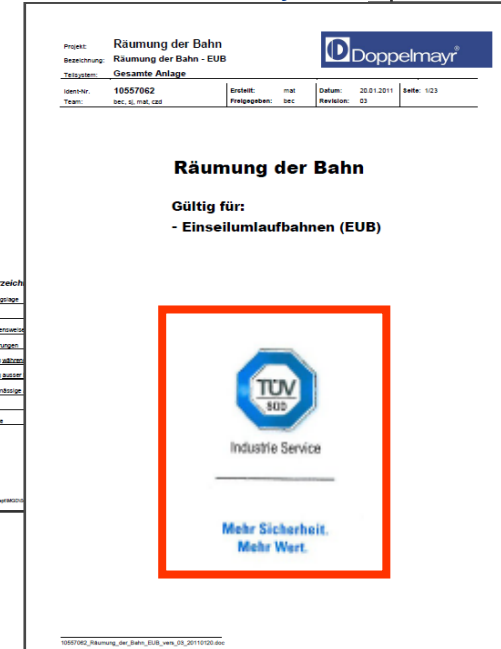 Projekt: Räumung der Bahn
Bezeichnung: Räumung der Bahn - EUB
Teilsystem: Gesamte Anlage
Doppelmayr®
Ident-Nr. 10557062 Erstellt: mat Datum: 20.01.2011 Seite: 1/23
Team: bec, sj, mat, czd Freigegeben: bec Revision: 03
Räumung der Bahn
Gültig für:
- Einseilumlaufbahnen (EUB)
TÜV
SÜD
Industrie Service
Mehr Sicherheit.
Mehr Wert.
10557062_Räumung_der_Bahn_EUB_vers_03_20110120.doc